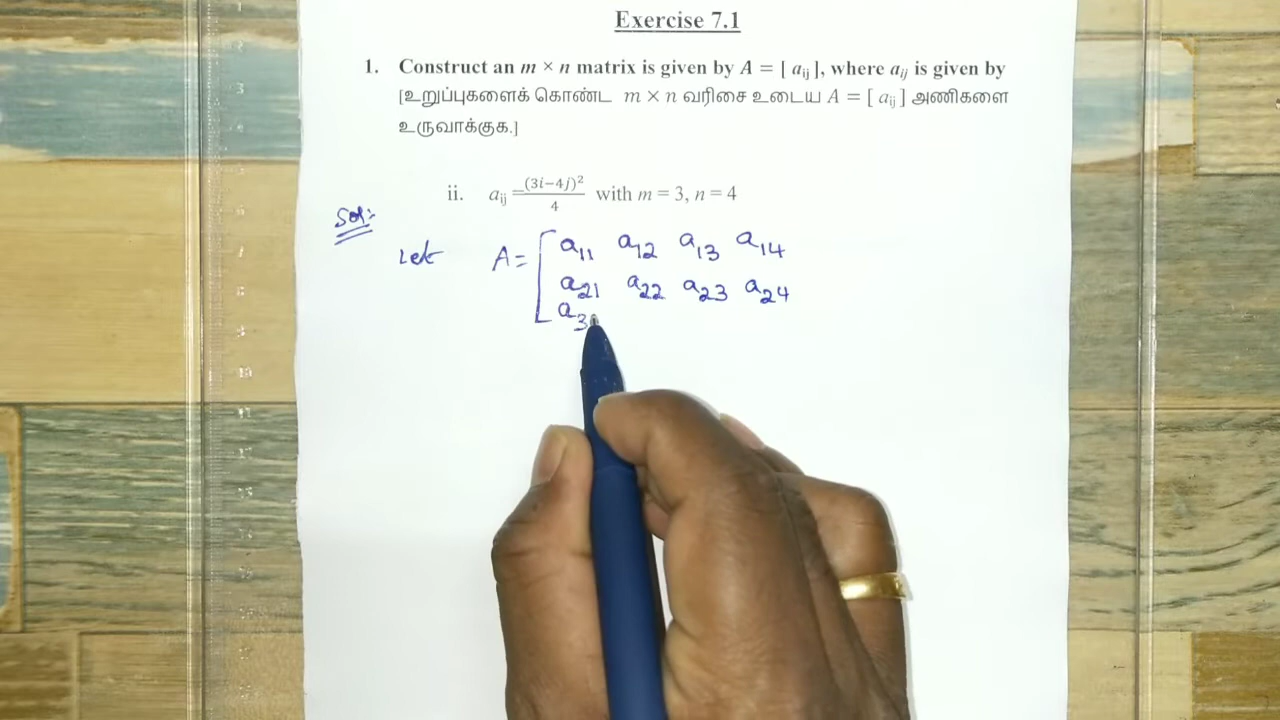 Exercise 7.1
1. Construct an m × n matrix is given by A = [ aij ], where aij is given by
[உறுப்புகளைக் கொண்ட m × n வரிசை உடைய A = [ aij ] அணிகளை
உருவாக்குக.]
ii. aij = (3i−4j)²/4 with m = 3, n = 4
Sol:-
Let A = [ a11 a12 a13 a14
a21 a22 a23 a24
a3